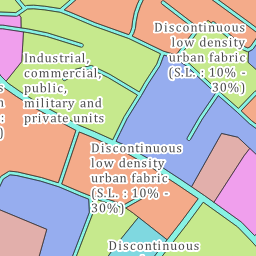 Discontinuous
low density
urban fabric
(S.L. : 10% -
30%)
Industrial,
commercial,
public,
military and
private units
s
n
:
)
Discontinuous
low density
urban fabric
(S.L. : 10% -
30%)
Discontinuous